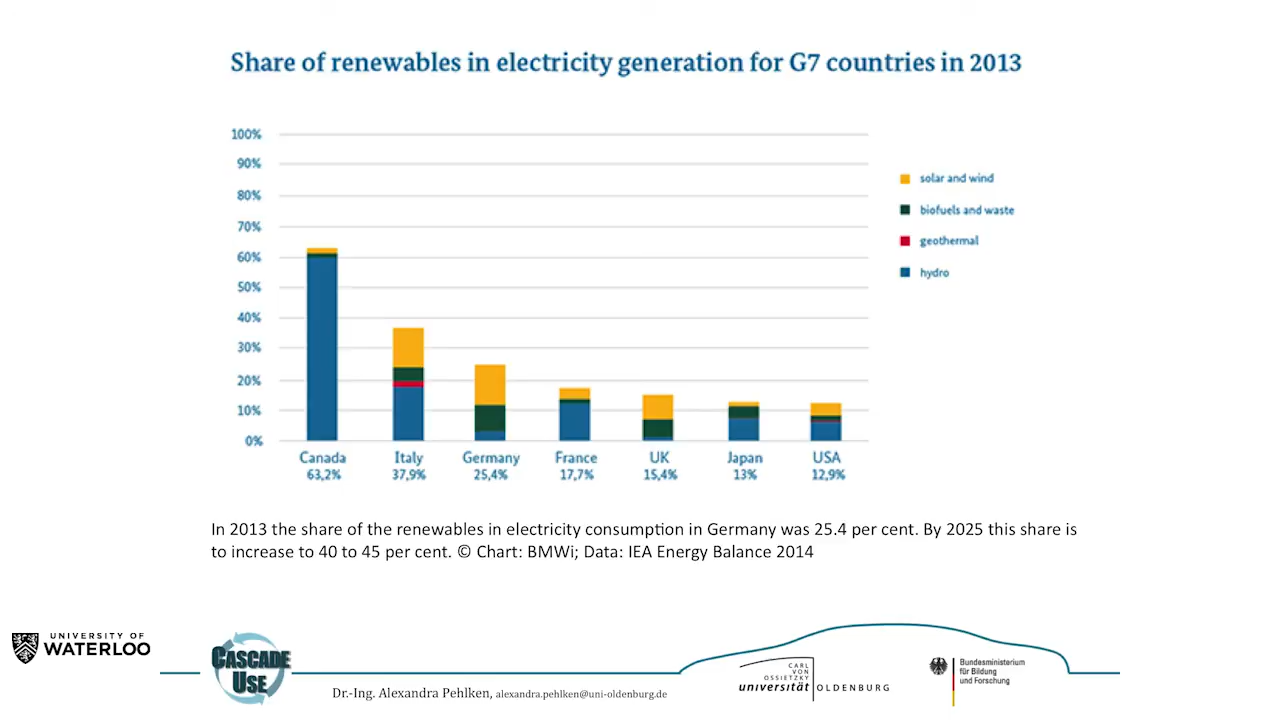 Share of renewables in electricity generation for G7 countries in 2013
100%
90%
80%
70%
60%
50%
40%
30%
20%
10%
0%
solar and wind
biofuels and waste
geothermal
hydro
Canada Italy Germany France UK Japan USA
63,2% 37,9% 25,4% 17,7% 15,4% 13% 12,9%
In 2013 the share of the renewables in electricity consumption in Germany was 25.4 per cent. By 2025 this share is
to increase to 40 to 45 per cent. © Chart: BMWi; Data: IEA Energy Balance 2014
UNIVERSITY OF
WATERLOO
CASCADE
USE
Dr.-Ing. Alexandra Pehlken, alexandra.pehlken@uni-oldenburg.de
CARL
VON
OSSIETZKY
universität OLDENBURG
Bundesministerium
für Bildung
und Forschung